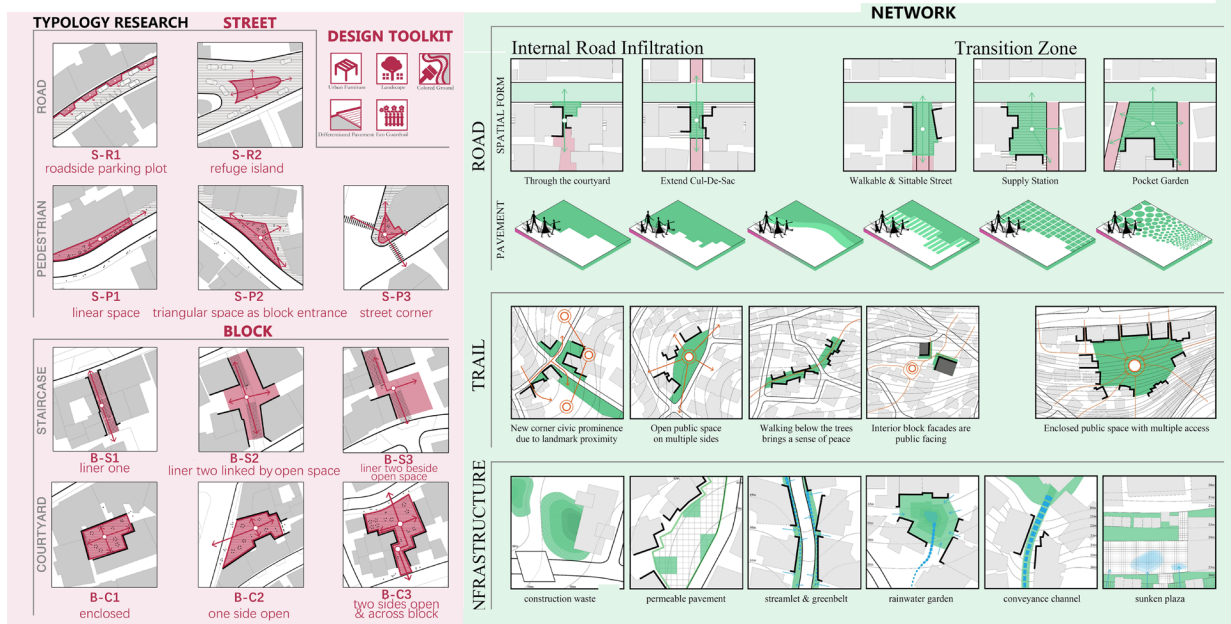 TYPOLOGY RESEARCH
STREET
DESIGN TOOLKIT
Urban Furniture
Landscape
Colored Ground
Differentiated Pavement
Eco Guardrail
ROAD
S-R1
roadside parking plot
S-R2
refuge island
PEDESTRIAN
S-P1
linear space
S-P2
triangular space as block entrance
S-P3
street corner
BLOCK
STAIRCASE
B-S1
liner one
B-S2
liner two linked by open space
B-S3
liner two beside
open space
COURTYARD
B-C1
enclosed
B-C2
one side open
B-C3
two sides open
& across block
NETWORK
Internal Road Infiltration
Transition Zone
ROAD
SPATIAL FORM
Through the courtyard
Extend Cul-De-Sac
Walkable & Sittable Street
Supply Station
Pocket Garden
PAVEMENT
TRAIL
New corner civic prominence
due to landmark proximity
Open public space
on multiple sides
Walking below the trees
brings a sense of peace
Interior block facades are
public facing
Enclosed public space with multiple access
NFRASTRUCTURE
construction waste
permeable pavement
streamlet & greenbelt
rainwater garden
conveyance channel
sunken plaza